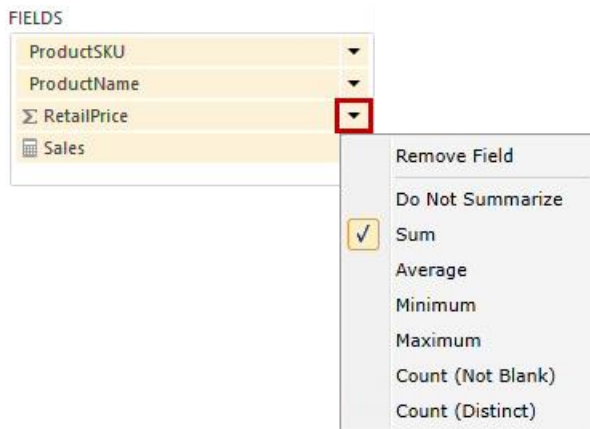 FIELDS
ProductSKU
ProductName
Σ RetailPrice
Sales
Remove Field
Do Not Summarize
Sum
Average
Minimum
Maximum
Count (Not Blank)
Count (Distinct)